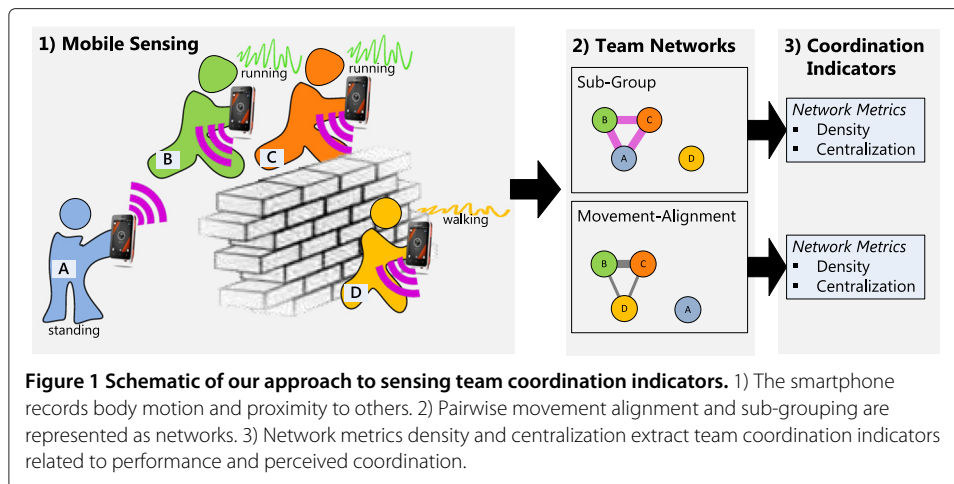 1) Mobile Sensing
running
running
B
C
A
standing
walking
D
2) Team Networks
Sub-Group
B
C
A
D
Movement-Alignment
B
C
D
A
3) Coordination
Indicators
Network Metrics
▪ Density
▪ Centralization
Network Metrics
▪ Density
▪ Centralization
Figure 1 Schematic of our approach to sensing team coordination indicators. 1) The smartphone
records body motion and proximity to others. 2) Pairwise movement alignment and sub-grouping are
represented as networks. 3) Network metrics density and centralization extract team coordination indicators
related to performance and perceived coordination.